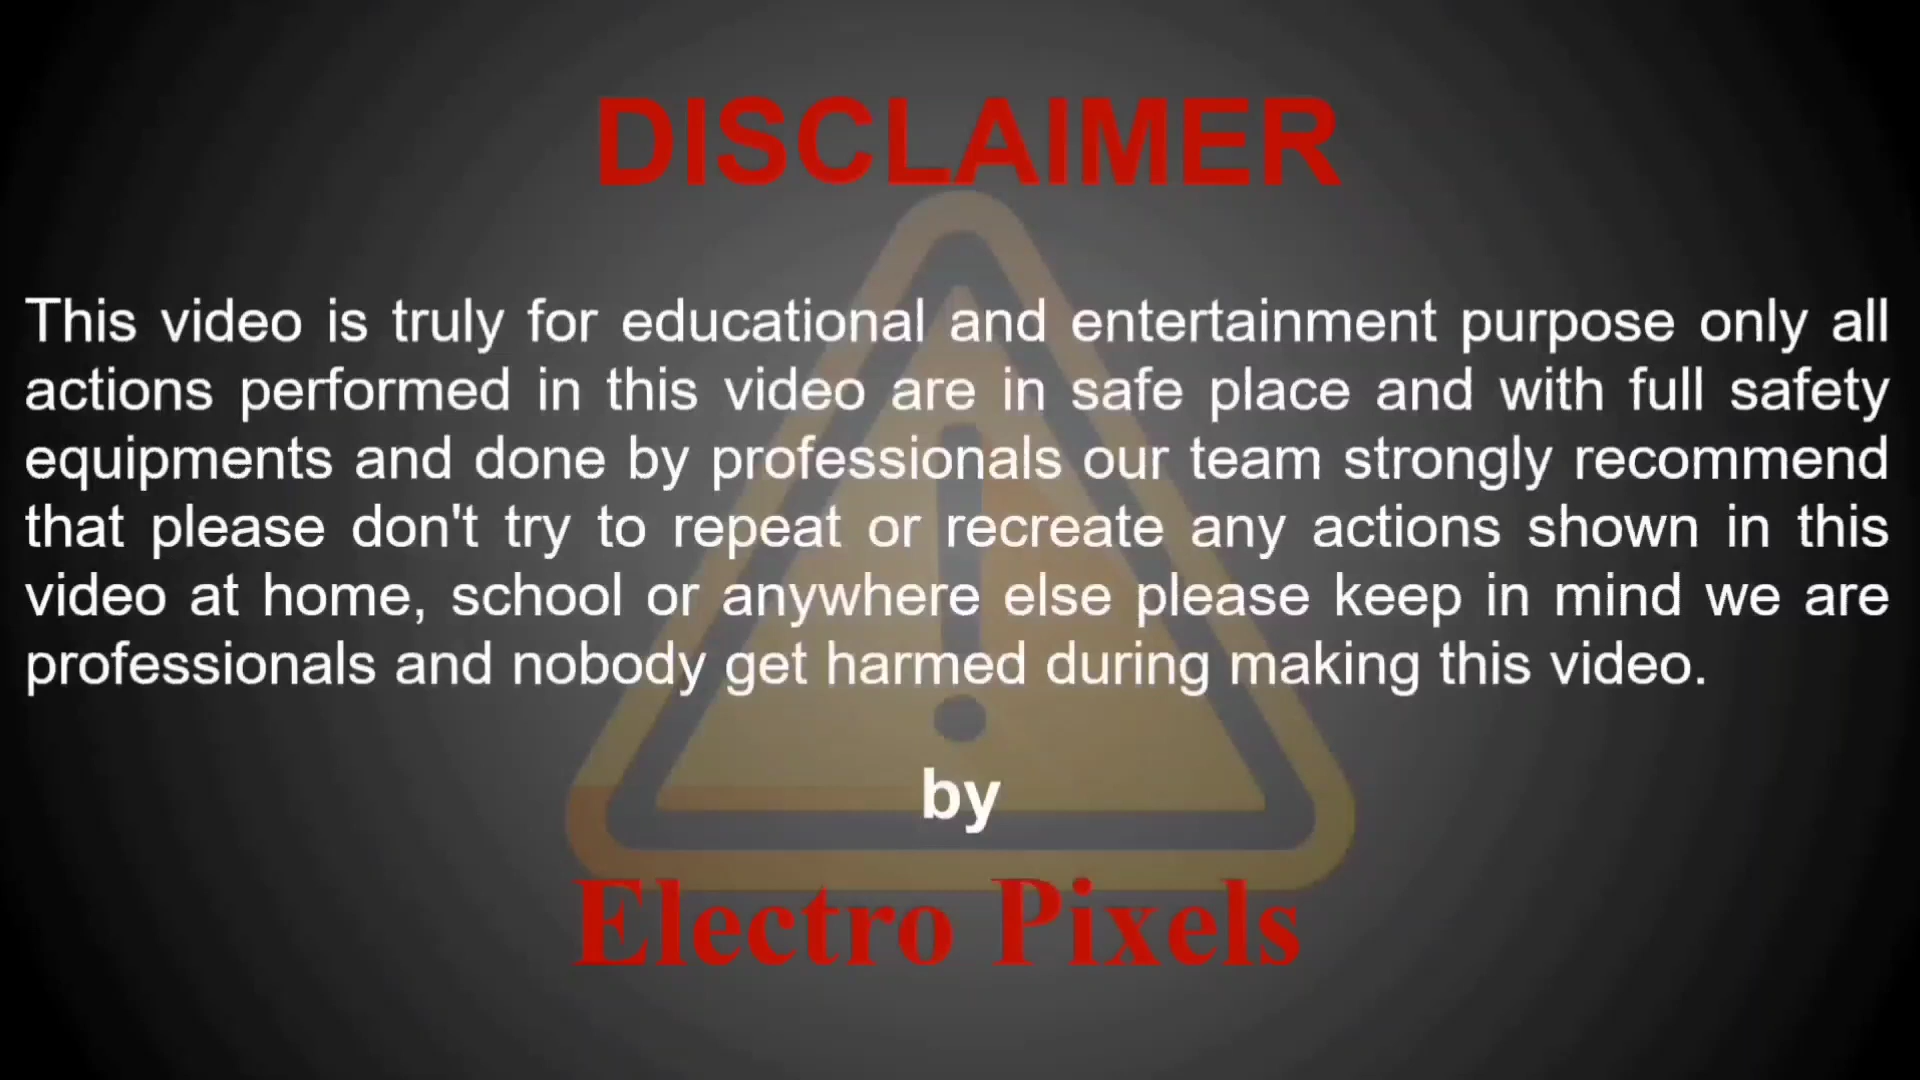 DISCLAIMER
This video is truly for educational and entertainment purpose only all
actions performed in this video are in safe place and with full safety
equipments and done by professionals our team strongly recommend
that please don't try to repeat or recreate any actions shown in this
video at home, school or anywhere else please keep in mind we are
professionals and nobody get harmed during making this video.
by
Electro Pixels